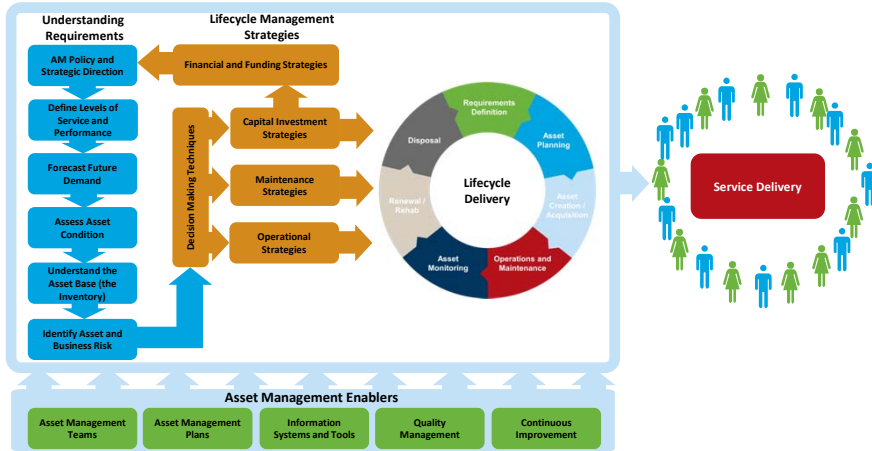 Understanding
Requirements
AM Policy and
Strategic Direction
Define Levels of
Service and
Performance
Forecast Future
Demand
Assess Asset
Condition
Understand the
Asset Base (the
Inventory)
Identify Asset and
Business Risk
Lifecycle Management
Strategies
Financial and Funding Strategies
Decision Making Techniques
Capital Investment
Strategies
Maintenance
Strategies
Operational
Strategies
Requirements
Definition
Asset
Planning
Asset
Creation /
Acquisition
Operations and
Maintenance
Asset
Monitoring
Renewal /
Rehab
Disposal
Lifecycle
Delivery
Service Delivery
Asset Management Enablers
Asset Management
Teams
Asset Management
Plans
Information
Systems and Tools
Quality
Management
Continuous
Improvement